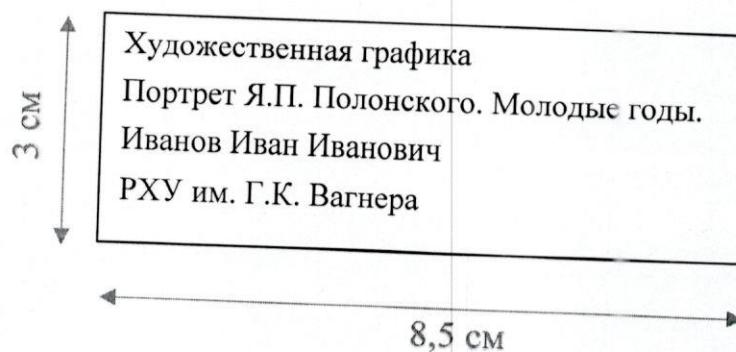 Художественная графика
Портрет Я.П. Полонского. Молодые годы.
Иванов Иван Иванович
РХУ им. Г.К. Вагнера
3 см
8,5 см